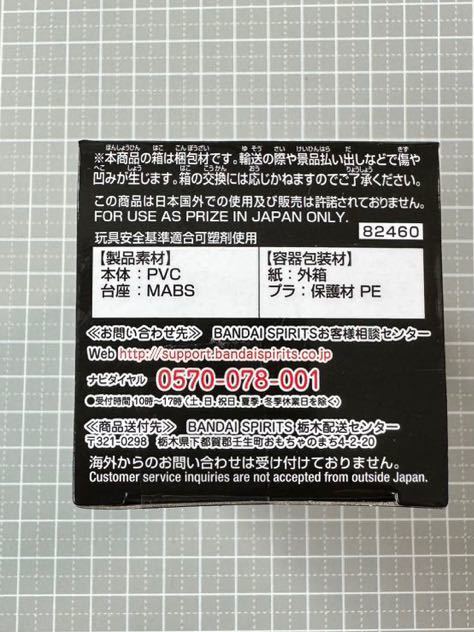 ※本商品の箱は梱包材です。輸送の際や景品払い出しなどで傷や
凹みが生じます。箱の交換には応じかねますのでご了承ください。
この商品は日本国外での使用及び販売は許諾されておりません。
FOR USE AS PRIZE IN JAPAN ONLY.
玩具安全基準適合可塑剤使用
82460
【製品素材】
本体：PVC
台座：MABS
【容器包装材】
紙：外箱
プラ：保護材 PE
≪お問い合わせ先≫ BANDAI SPIRITSお客様相談センター
Web http://support.bandaispirits.co.jp
ナビダイヤル 0570-078-001
●受付時間 10時〜17時（土、日、祝日、夏季・冬季休業日を除く）
≪商品送付先≫ BANDAI SPIRITS 栃木配送センター
〒321-0298 栃木県下都賀郡壬生町おもちゃのまち4-2-20
海外からのお問い合わせは受け付けておりません。
Customer service inquiries are not accepted from outside Japan.